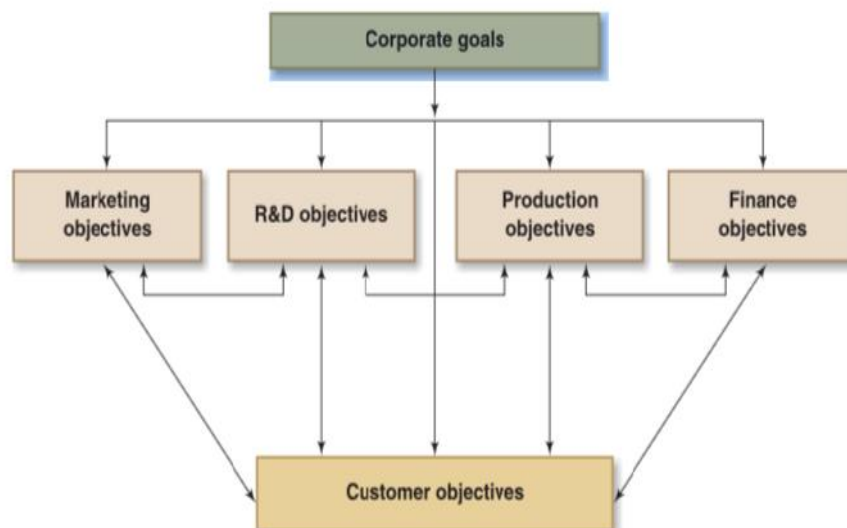 Corporate goals
Marketing
objectives
R&D objectives
Production
objectives
Finance
objectives
Customer objectives